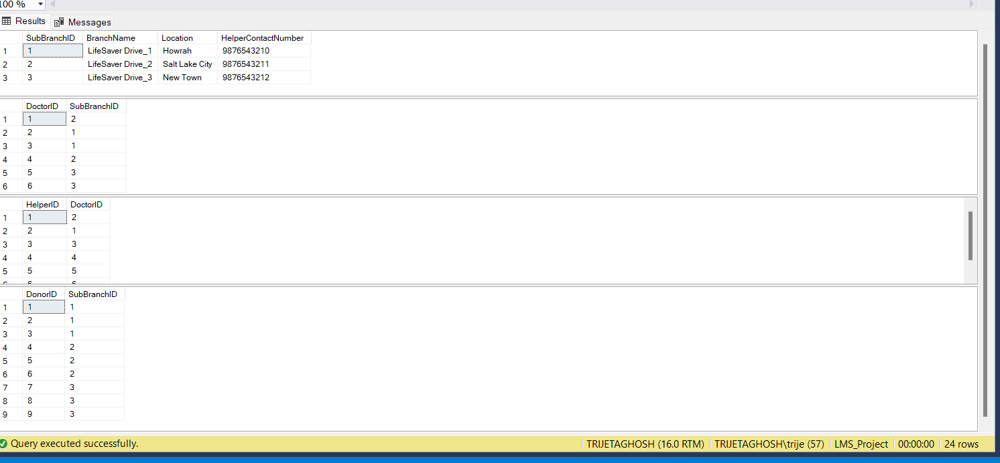 100 %
Results Messages
SubBranchID BranchName Location HelperContactNumber
1 1 LifeSaver Drive_1 Howrah 9876543210
2 2 LifeSaver Drive_2 Salt Lake City 9876543211
3 3 LifeSaver Drive_3 New Town 9876543212
DoctorID SubBranchID
1 1 2
2 2 1
3 3 1
4 4 2
5 5 3
6 6 3
HelperID DoctorID
1 1 2
2 2 1
3 3 3
4 4 4
5 5 5
6 6 6
DonorID SubBranchID
1 1 1
2 2 1
3 3 1
4 4 2
5 5 2
6 6 2
7 7 3
8 8 3
9 9 3
Query executed successfully. TRIJETAGHOSH (16.0 RTM) TRIJETAGHOSH\trije (57) LMS_Project 00:00:00 24 rows